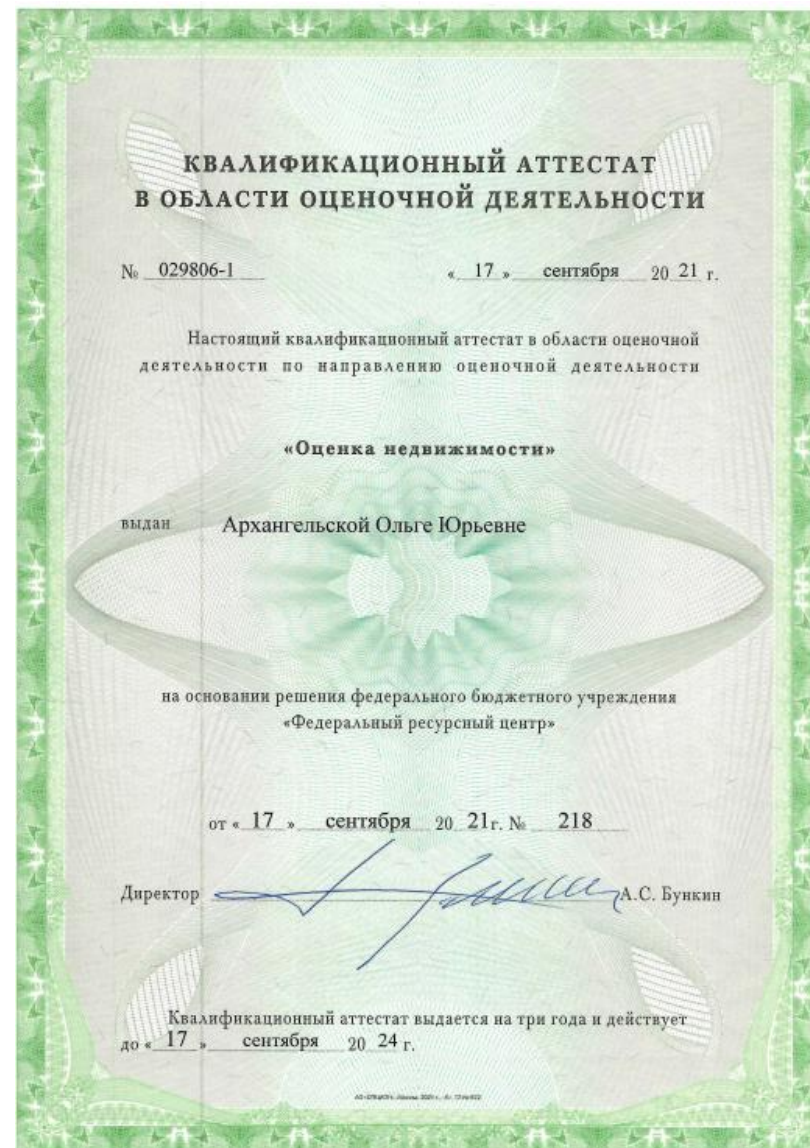 КВАЛИФИКАЦИОННЫЙ АТТЕСТАТ
В ОБЛАСТИ ОЦЕНОЧНОЙ ДЕЯТЕЛЬНОСТИ
№ 029806-1 « 17 » сентября 20 21 г.
Настоящий квалификационный аттестат в области оценочной
деятельности по направлению оценочной деятельности
«Оценка недвижимости»
выдан Архангельской Ольге Юрьевне
на основании решения федерального бюджетного учреждения
«Федеральный ресурсный центр»
от « 17 » сентября 20 21 г. № 218
Директор А.С. Бункин
Квалификационный аттестат выдается на три года и действует
до « 17 » сентября 20 24 г.